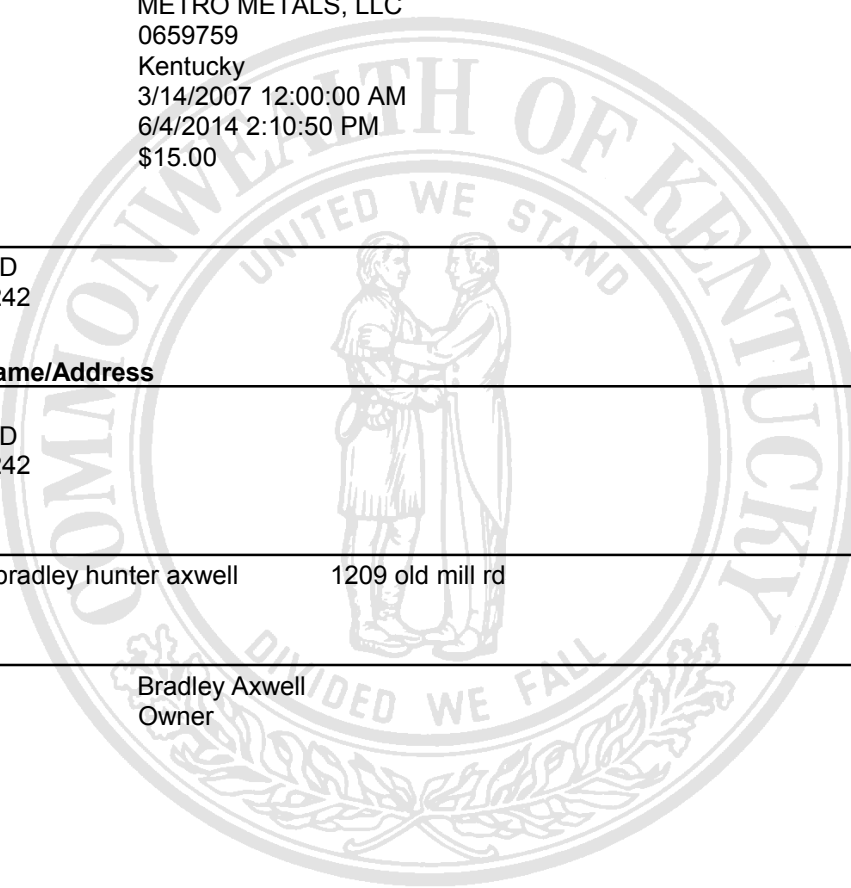 METRO METALS, LLC
0659759
Kentucky
3/14/2007 12:00:00 AM
6/4/2014 2:10:50 PM
$15.00
D
242
ame/Address
D
242
bradley hunter axwell 1209 old mill rd
Bradley Axwell
Owner
COMMONWEALTH OF KENTUCKY
UNITED WE STAND
DIVIDED WE FALL